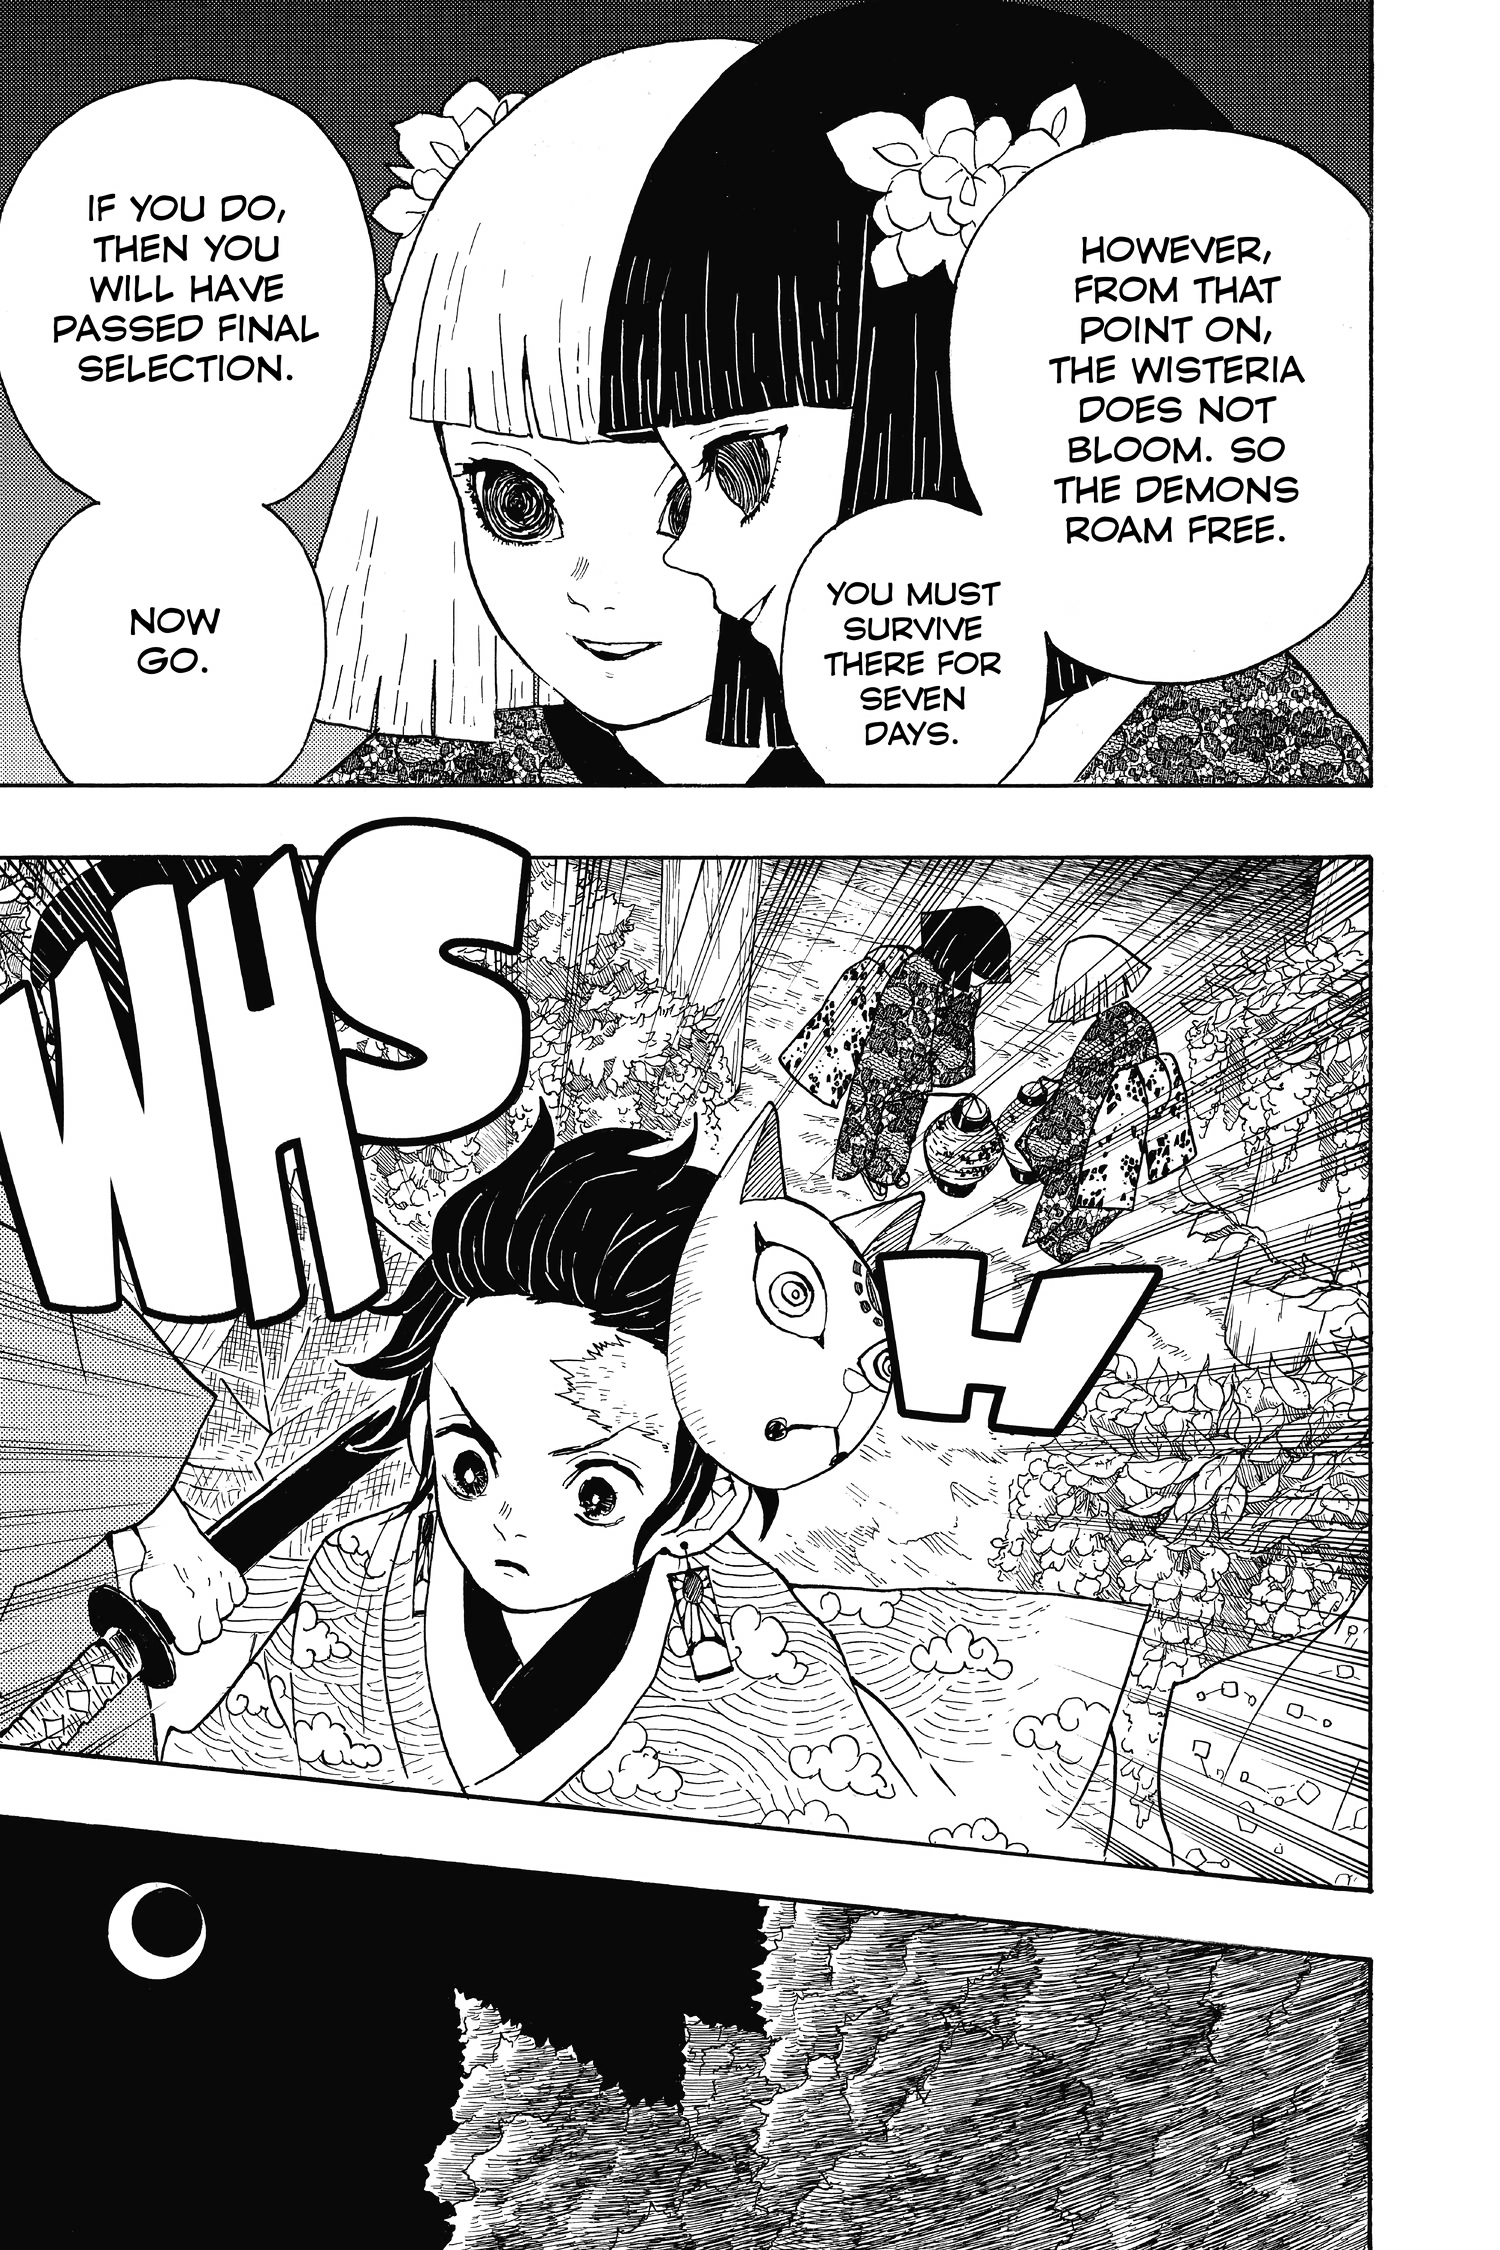 HOWEVER,
FROM THAT
POINT ON,
THE WISTERIA
DOES NOT
BLOOM. SO
THE DEMONS
ROAM FREE.
YOU MUST
SURVIVE
THERE FOR
SEVEN
DAYS.
IF YOU DO,
THEN YOU
WILL HAVE
PASSED FINAL
SELECTION.
NOW
GO.
WHSH